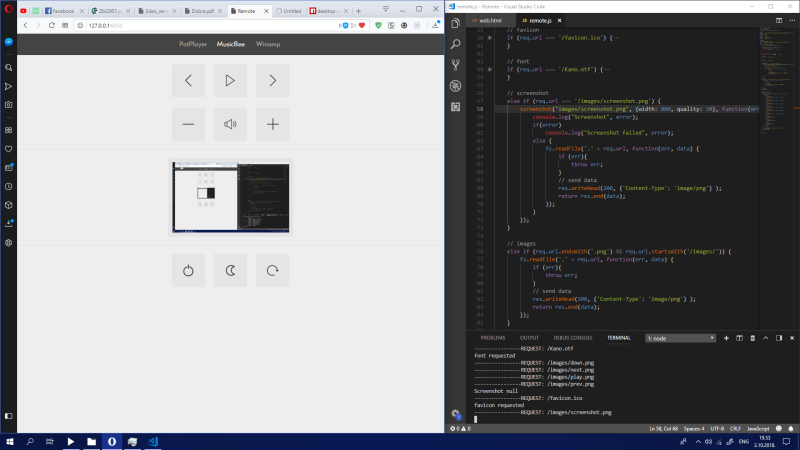 Facebook
2b2001.p
2deo_ver
Dobra.pdf
Remote
Untitled
desktop
127.0.0.1:6250
PotPlayer MusicBee Winamp
remote.js - Remote - Visual Studio Code
web.html remote.js
// favicon
if (req.url === '/favicon.ico') {
}
// font
if (req.url === '/Kano.otf') {
}
// screenshot
else if (req.url === '/images/screenshot.png') {
screenshot("images/screenshot.png", {width: 800, quality: 30}, function(err
console.log("Screenshot", error);
if(error)
console.log("Screenshot failed", error);
else {
fs.readFile('.' + req.url, function(err, data) {
if (err){
throw err;
}
// send data
res.writeHead(200, {'Content-Type': 'image/png'} );
return res.end(data);
});
}
});
}
// images
else if (req.url.endsWith('.png') && req.url.startsWith('/images/')) {
fs.readFile('.' + req.url, function(err, data) {
if (err){
throw err;
}
// send data
res.writeHead(200, {'Content-Type': 'image/png'} );
return res.end(data);
});
}
PROBLEMS OUTPUT DEBUG CONSOLE TERMINAL 1: node
----------------REQUEST: /Kano.otf
font requested
----------------REQUEST: /images/down.png
----------------REQUEST: /images/next.png
----------------REQUEST: /images/play.png
----------------REQUEST: /images/prev.png
Screenshot null
----------------REQUEST: /favicon.ico
favicon requested
----------------REQUEST: /images/screenshot.png
0 0 Ln 58, Col 68 Spaces: 4 UTF-8 CRLF JavaScript
ENG
19.53
3.10.2018.